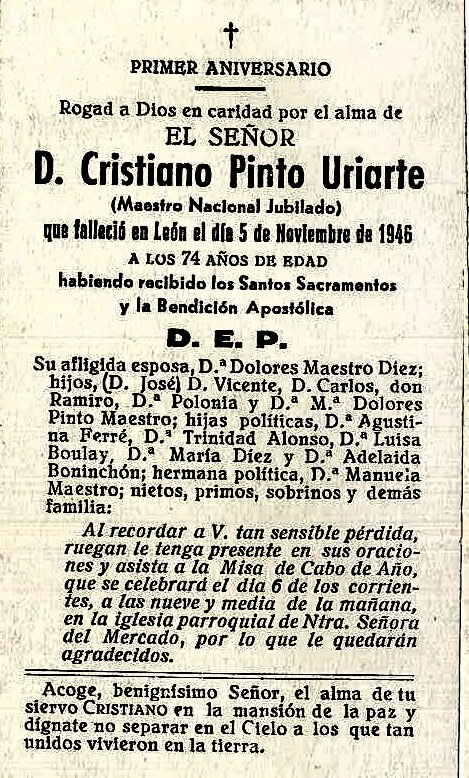 †
PRIMER ANIVERSARIO
Rogad a Dios en caridad por el alma de
EL SEÑOR
D. Cristiano Pinto Uriarte
(Maestro Nacional Jubilado)
que falleció en León el día 5 de Noviembre de 1946
A LOS 74 AÑOS DE EDAD
habiendo recibido los Santos Sacramentos
y la Bendición Apostólica
D. E. P.
Su afligida esposa, D.ª Dolores Maestro Díez;
hijos, (D. José) D. Vicente, D. Carlos, don
Ramiro, D.ª Polonia y D.ª M.ª Dolores
Pinto Maestro; hijas políticas, D.ª Agusti-
na Ferré, D.ª Trinidad Alonso, D.ª Luisa
Boulay, D.ª María Díez y D.ª Adelaida
Boninchón; hermana política, D.ª Manuela
Maestro; nietos, primos, sobrinos y demás
familia:
Al recordar a V. tan sensible pérdida,
ruegan le tenga presente en sus oracio-
nes y asista a la Misa de Cabo de Año,
que se celebrará el día 6 de los corrien-
tes, a las nueve y media de la mañana,
en la iglesia parroquial de Ntra. Señora
del Mercado, por lo que le quedarán
agradecidos.
Acoge, benignísimo Señor, el alma de tu
siervo CRISTIANO en la mansión de la paz y
dígnate no separar en el Cielo a los que tan
unidos vivieron en la tierra.